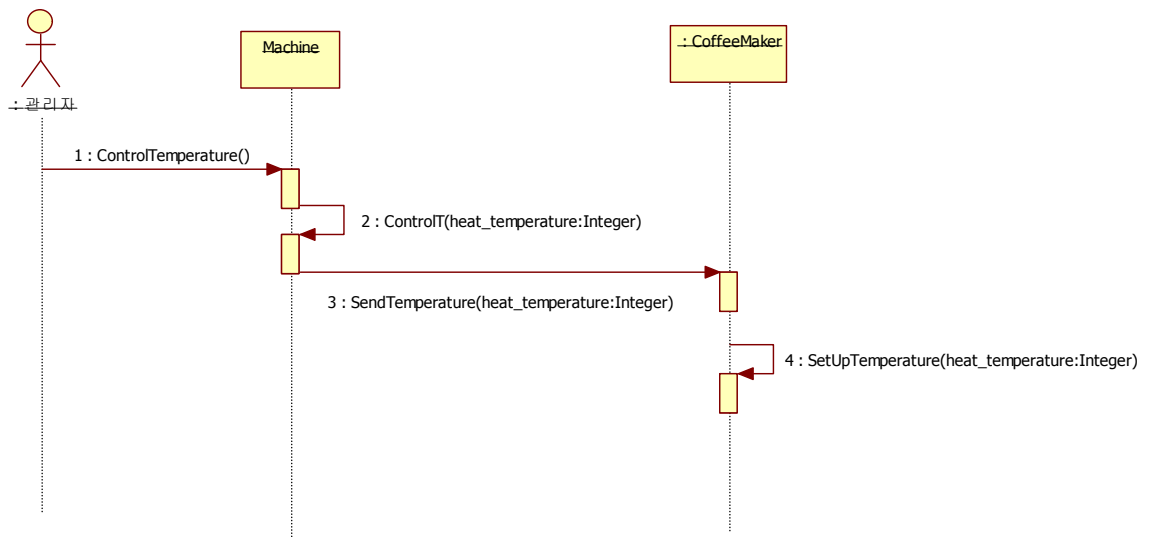 : 관리자
Machine
: CoffeeMaker
1 : ControlTemperature()
2 : ControlT(heat_temperature:Integer)
3 : SendTemperature(heat_temperature:Integer)
4 : SetUpTemperature(heat_temperature:Integer)